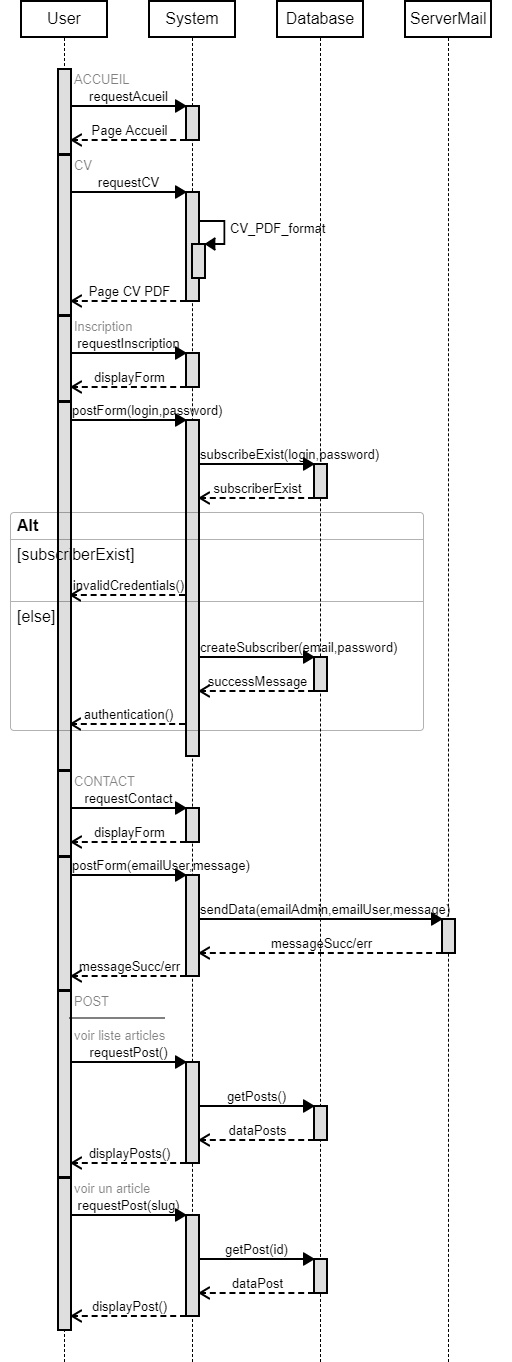 User System Database ServerMail
ACCUEIL
requestAcueil
Page Accueil
CV
requestCV
CV_PDF_format
Page CV PDF
Inscription
requestInscription
displayForm
postForm(login,password)
subscribeExist(login,password)
subscriberExist
Alt
[subscriberExist]
invalidCredentials()
[else]
createSubscriber(email,password)
successMessage
authentication()
CONTACT
requestContact
displayForm
postForm(emailUser,message)
sendData(emailAdmin,emailUser,message)
messageSucc/err
messageSucc/err
POST
voir liste articles
requestPost()
getPosts()
dataPosts
displayPosts()
voir un article
requestPost(slug)
getPost(id)
dataPost
displayPost()